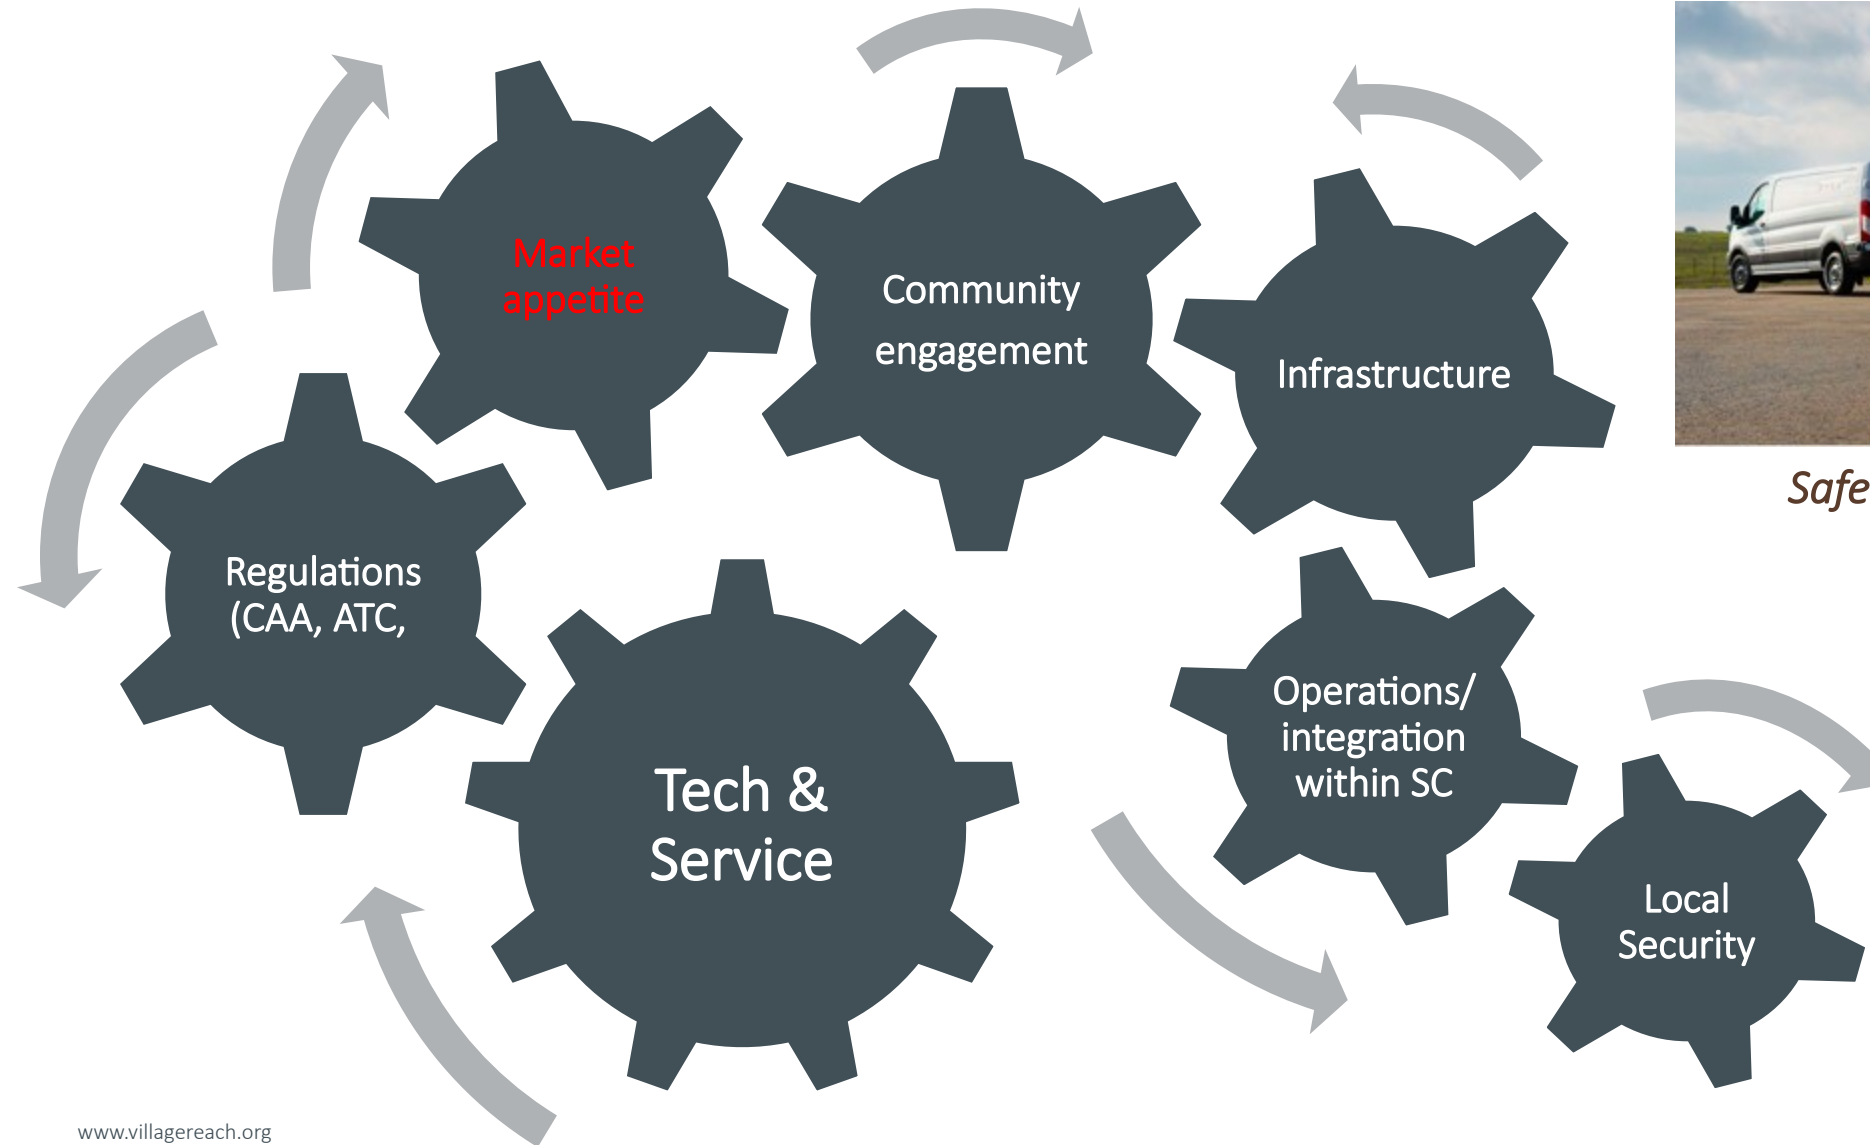 Market
appetite
Community
engagement
Infrastructure
Safe
Regulations
(CAA, ATC,
Operations/
integration
within SC
Tech &
Service
Local
Security
www.villagereach.org